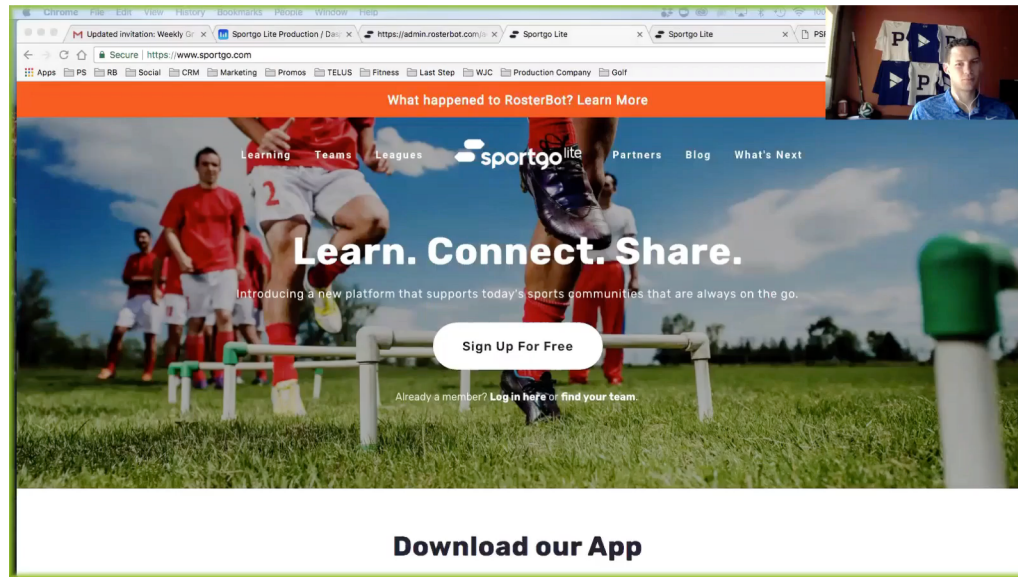 Chrome File Edit View History Bookmarks People Window Help
Updated invitation: Weekly Gr
Sportgo Lite Production / Das
https://admin.rosterbot.com/
Sportgo Lite
Sportgo Lite
Secure | https://www.sportgo.com
Apps PS RB Social CRM Marketing Promos TELUS Fitness Last Step WJC Production Company Golf
P
P
What happened to RosterBot? Learn More
Learning Teams Leagues sportgo lite Partners Blog What's Next
2
Learn. Connect. Share.
Introducing a new platform that supports today's sports communities that are always on the go.
Sign Up For Free
Already a member? Log in here or find your team.
Download our App